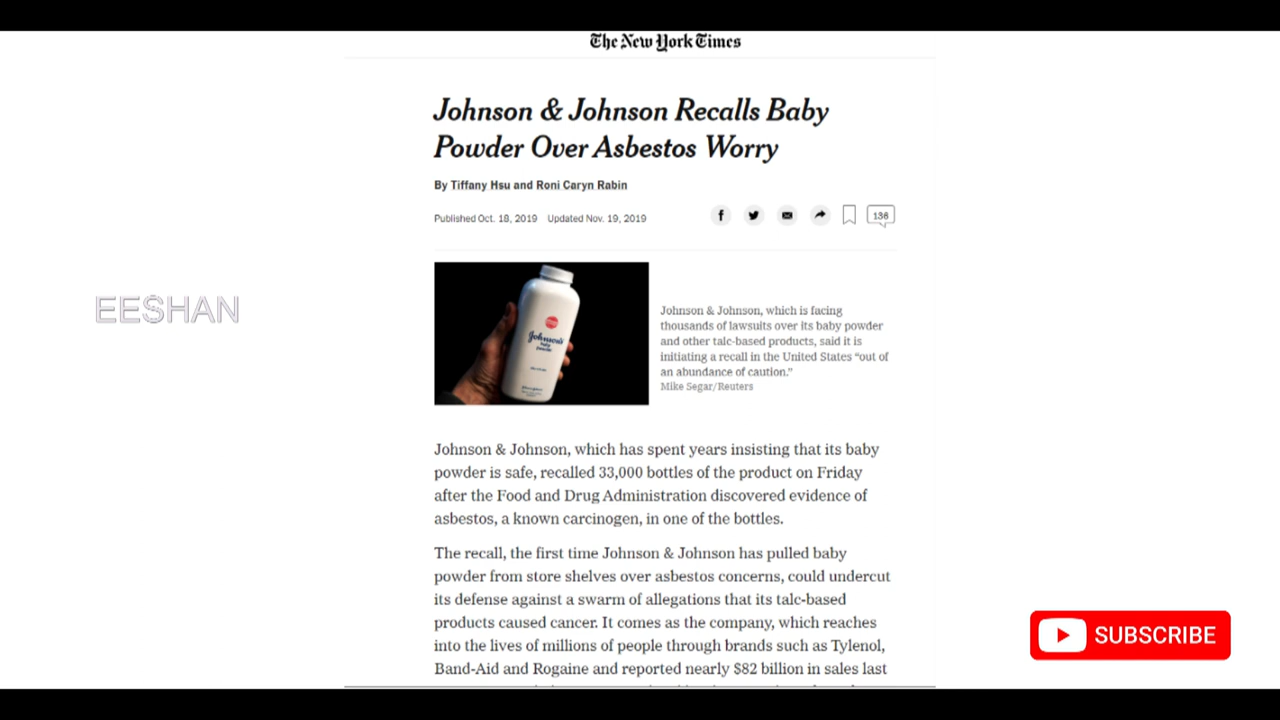 The New York Times
Johnson & Johnson Recalls Baby
Powder Over Asbestos Worry
By Tiffany Hsu and Roni Caryn Rabin
Published Oct. 18, 2019 Updated Nov. 19, 2019
136
EESHAN
Johnson's
baby
powder
Johnson & Johnson, which is facing
thousands of lawsuits over its baby powder
and other talc-based products, said it is
initiating a recall in the United States “out of
an abundance of caution.”
Mike Segar/Reuters
Johnson & Johnson, which has spent years insisting that its baby
powder is safe, recalled 33,000 bottles of the product on Friday
after the Food and Drug Administration discovered evidence of
asbestos, a known carcinogen, in one of the bottles.
The recall, the first time Johnson & Johnson has pulled baby
powder from store shelves over asbestos concerns, could undercut
its defense against a swarm of allegations that its talc-based
products caused cancer. It comes as the company, which reaches
into the lives of millions of people through brands such as Tylenol,
Band-Aid and Rogaine and reported nearly $82 billion in sales last
SUBSCRIBE